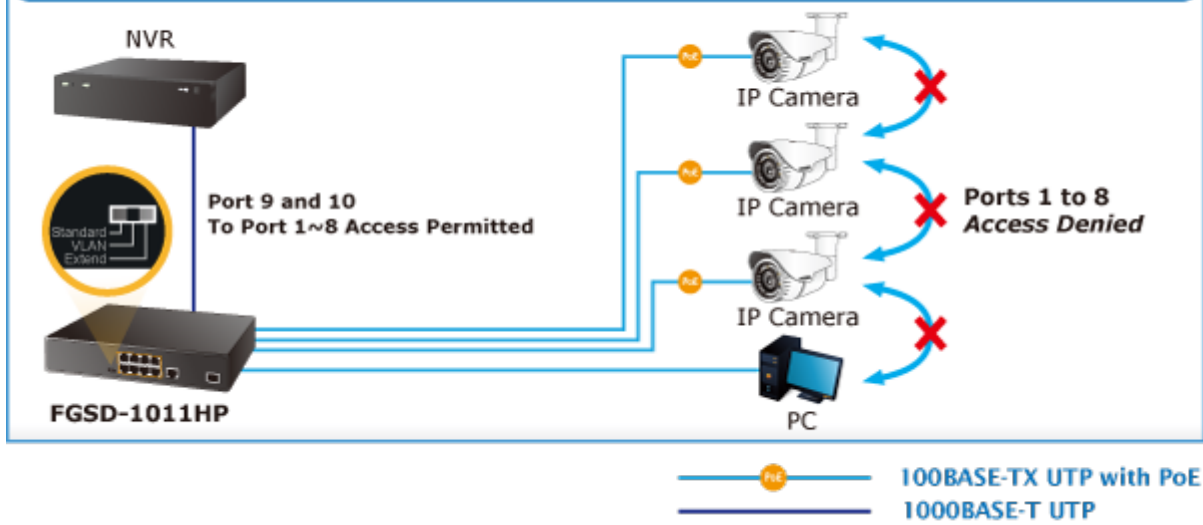 NVR
PoE
IP Camera
Standard
VLAN
Extend
Port 9 and 10
To Port 1~8 Access Permitted
PoE
IP Camera
Ports 1 to 8
Access Denied
PoE
IP Camera
FGSD-1011HP
PC
PoE
100BASE-TX UTP with PoE
1000BASE-T UTP